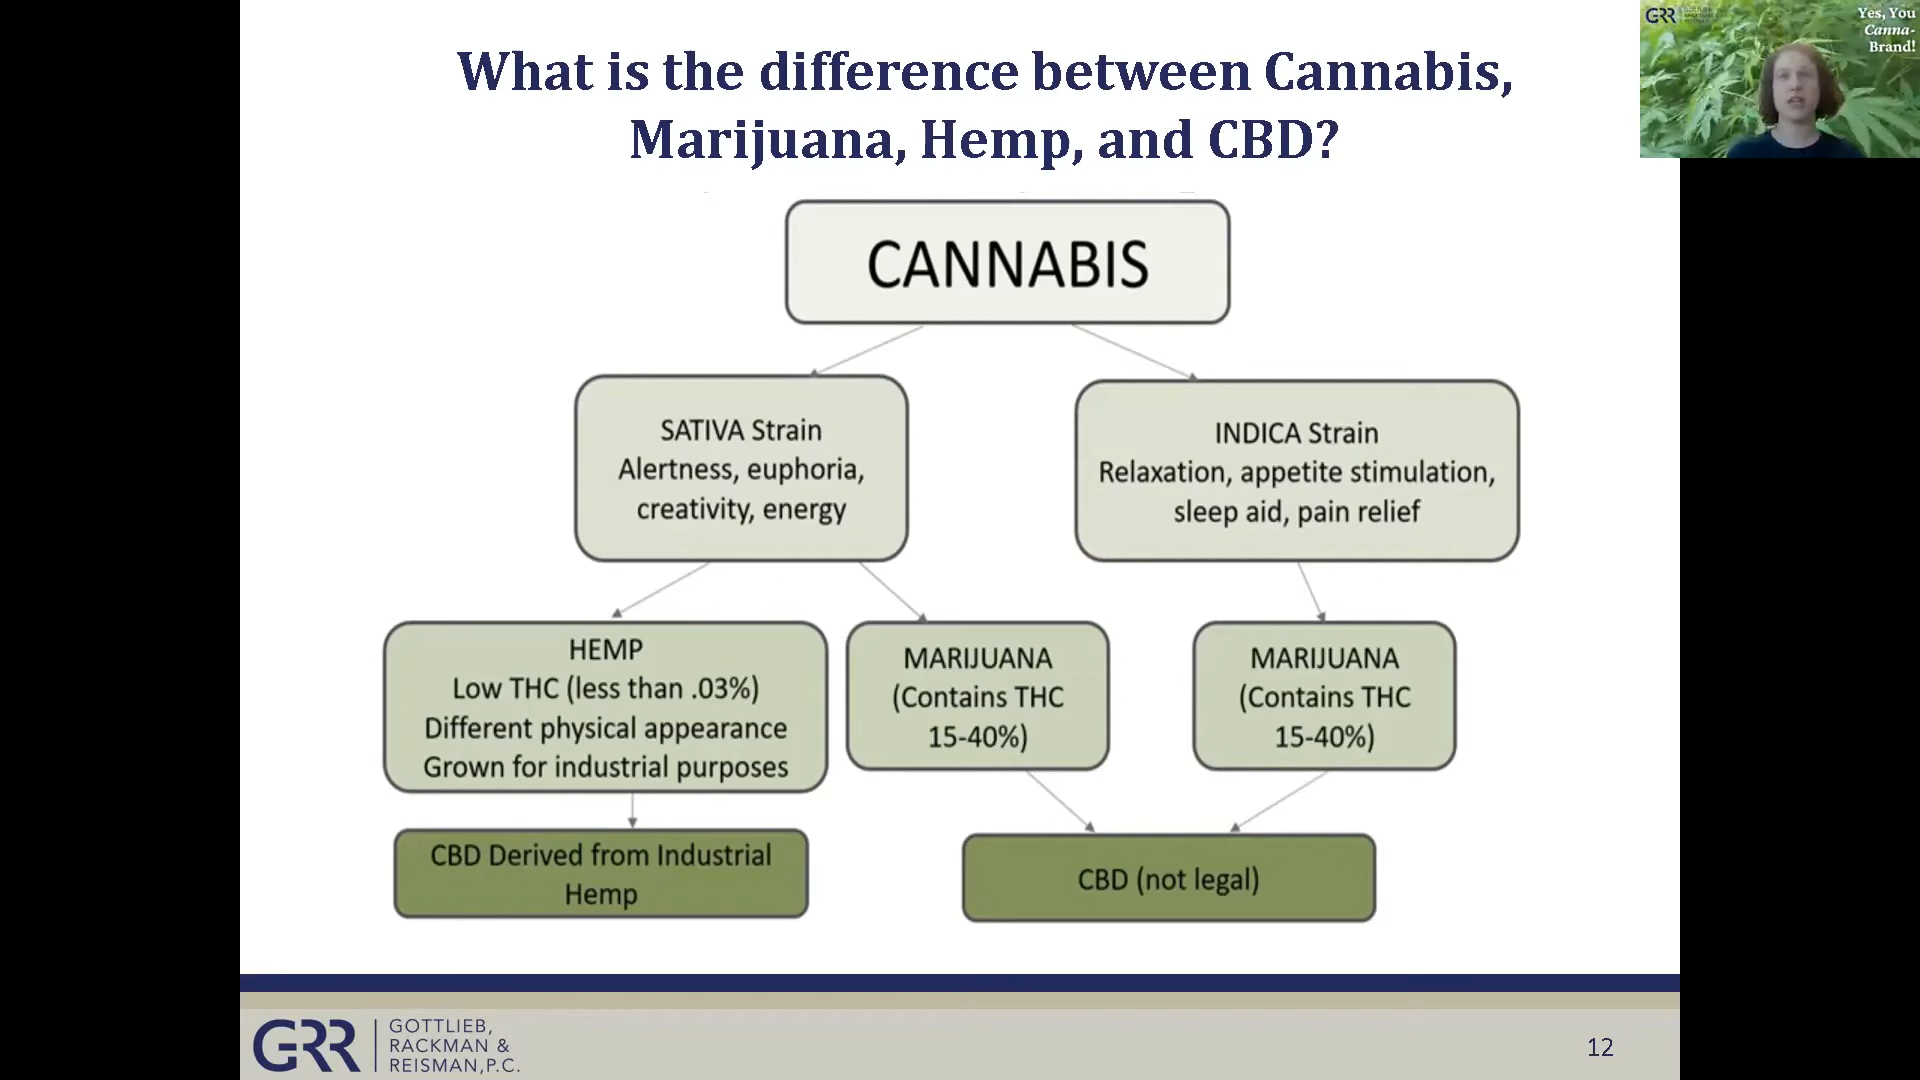 What is the difference between Cannabis,
Marijuana, Hemp, and CBD?
CANNABIS
SATIVA Strain
Alertness, euphoria,
creativity, energy
INDICA Strain
Relaxation, appetite stimulation,
sleep aid, pain relief
HEMP
Low THC (less than .03%)
Different physical appearance
Grown for industrial purposes
MARIJUANA
(Contains THC
15-40%)
MARIJUANA
(Contains THC
15-40%)
CBD Derived from Industrial
Hemp
CBD (not legal)
GRR
GOTTLIEB,
RACKMAN &
REISMAN,P.C.
12
GRR
Yes, You
Canna-
Brand!